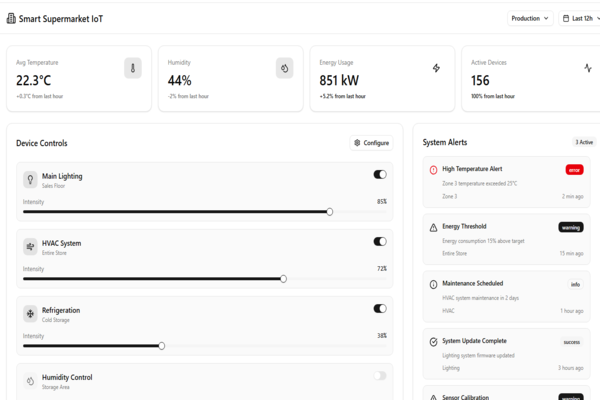 Smart Supermarket IoT
Production
Last 12h
Avg Temperature
22.3°C
+0.3°C from last hour
Humidity
44%
-2% from last hour
Energy Usage
851 kW
+5.2% from last hour
Active Devices
156
100% from last hour
Device Controls
Configure
Main Lighting
Sales Floor
Intensity
85%
HVAC System
Entire Store
Intensity
72%
Refrigeration
Cold Storage
Intensity
38%
Humidity Control
Storage Area
System Alerts
3 Active
High Temperature Alert
error
Zone 3 temperature exceeded 25°C
Zone 3
2 min ago
Energy Threshold
warning
Energy consumption 15% above target
Entire Store
15 min ago
Maintenance Scheduled
info
HVAC system maintenance in 2 days
HVAC
1 hour ago
System Update Complete
success
Lighting system firmware updated
Lighting
3 hours ago
Sensor Calibration
warning